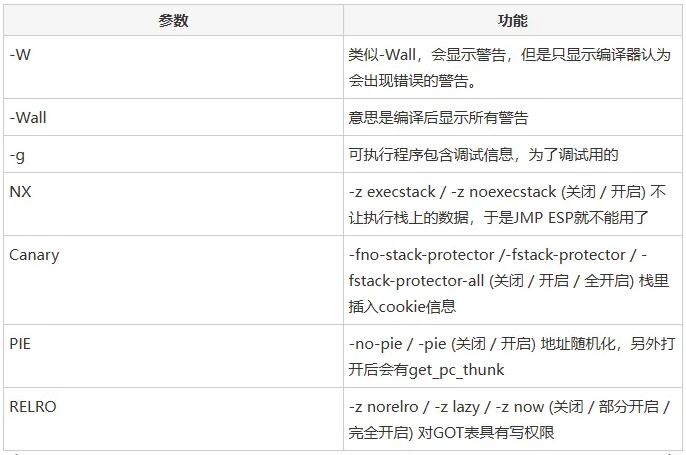 参数 功能
-W 类似-Wall，会显示警告，但是只显示编译器认为
会出现错误的警告。
-Wall 意思是编译后显示所有警告
-g 可执行程序包含调试信息，为了调试用的
NX -z execstack / -z noexecstack (关闭 / 开启) 不
让执行栈上的数据，于是JMP ESP就不能用了
Canary -fno-stack-protector /-fstack-protector / -
fstack-protector-all (关闭 / 开启 / 全开启) 栈里
插入cookie信息
PIE -no-pie / -pie (关闭 / 开启) 地址随机化，另外打
开后会有get_pc_thunk
RELRO -z norelro / -z lazy / -z now (关闭 / 部分开启 /
完全开启) 对GOT表具有写权限